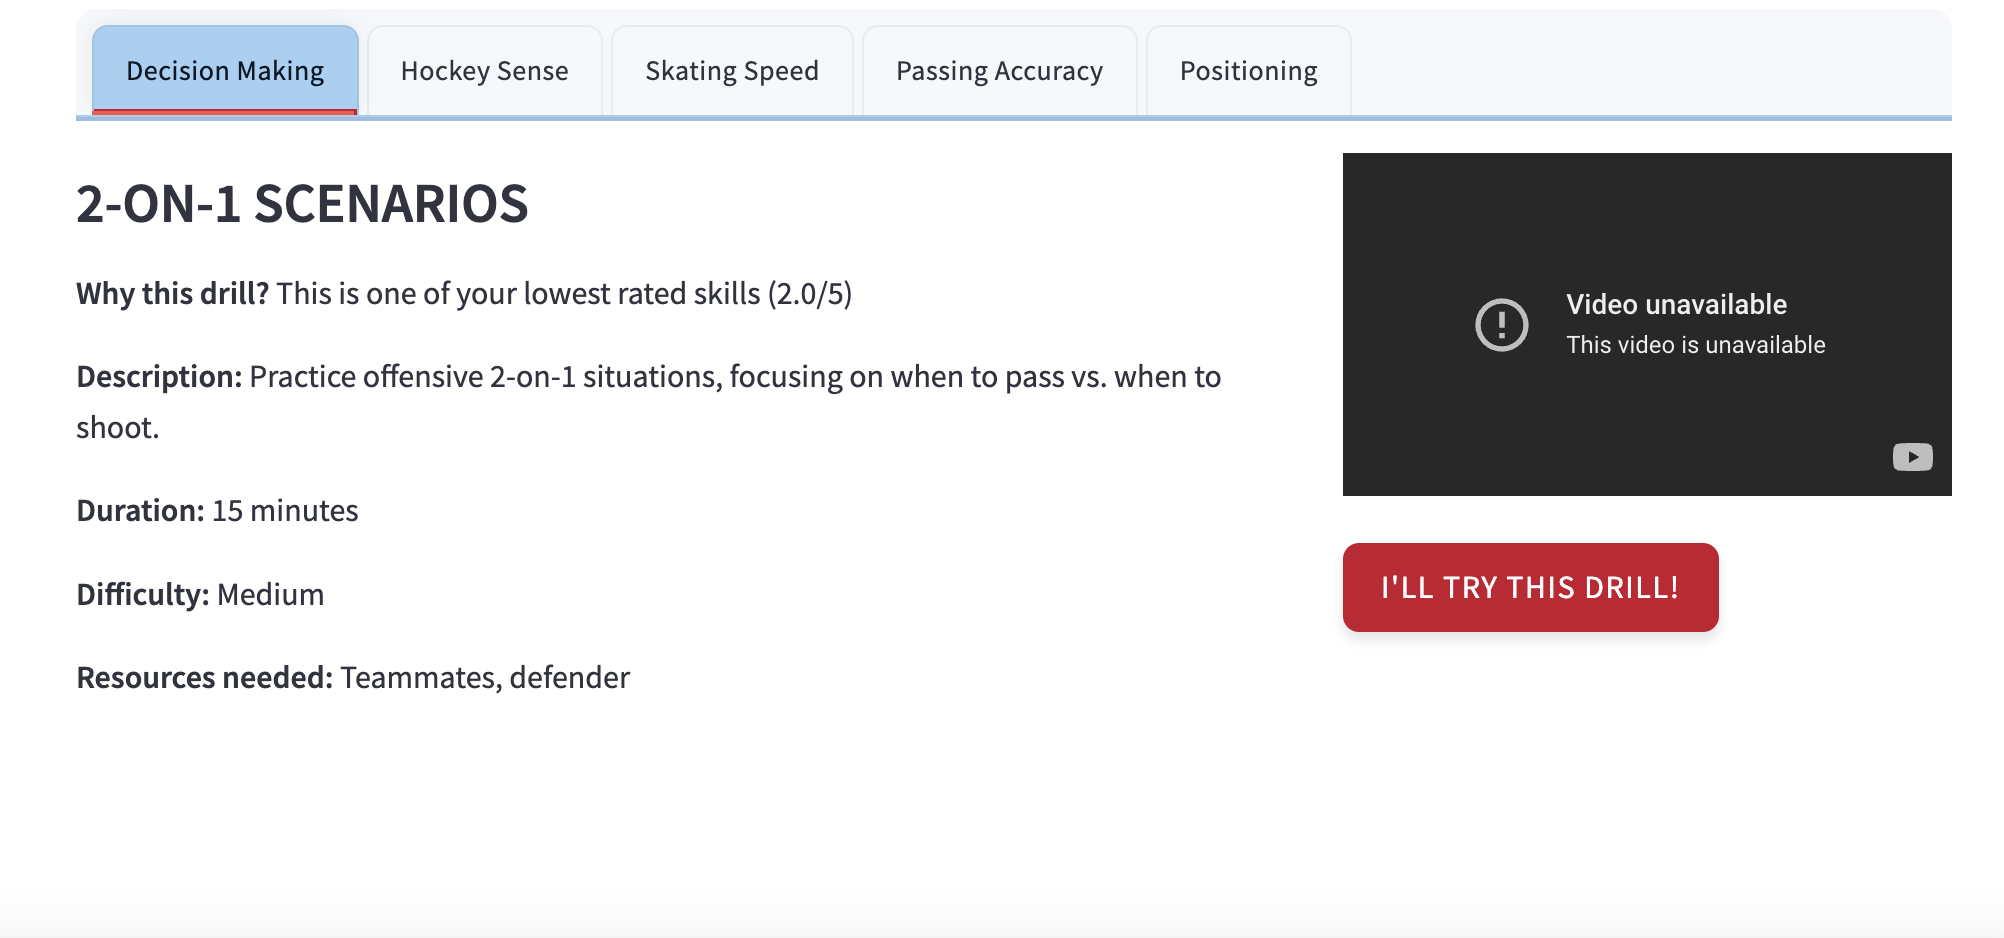 Decision Making
Hockey Sense
Skating Speed
Passing Accuracy
Positioning
2-ON-1 SCENARIOS
Why this drill? This is one of your lowest rated skills (2.0/5)
Description: Practice offensive 2-on-1 situations, focusing on when to pass vs. when to
shoot.
Duration: 15 minutes
Difficulty: Medium
Resources needed: Teammates, defender
Video unavailable
This video is unavailable
I'LL TRY THIS DRILL!